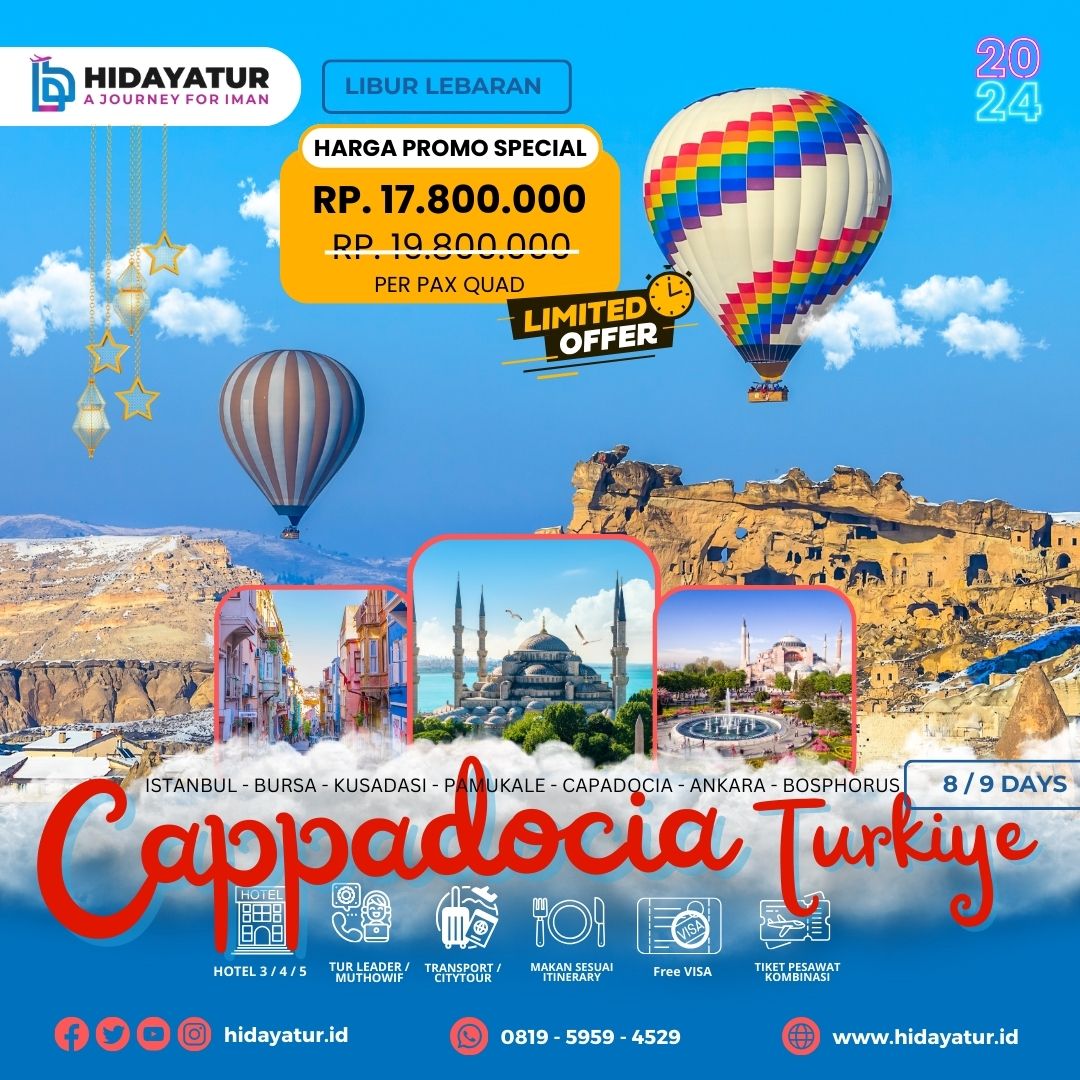 HIDAYATUR
A JOURNEY FOR IMAN
LIBUR LEBARAN
20
24
HARGA PROMO SPECIAL
RP. 17.800.000
RP. 19.800.000
PER PAX QUAD
LIMITED
OFFER
ISTANBUL - BURSA - KUSADASI - PAMUKALE - CAPADOCIA - ANKARA - BOSPHORUS
8 / 9 DAYS
Cappadocia Turkiye
HOTEL
VISA
HOTEL 3 / 4 / 5
TUR LEADER /
MUTHOWIF
TRANSPORT /
CITYTOUR
MAKAN SESUAI
ITINERARY
Free VISA
TIKET PESAWAT
KOMBINASI
hidayatur.id
0819 - 5959 - 4529
www.hidayatur.id